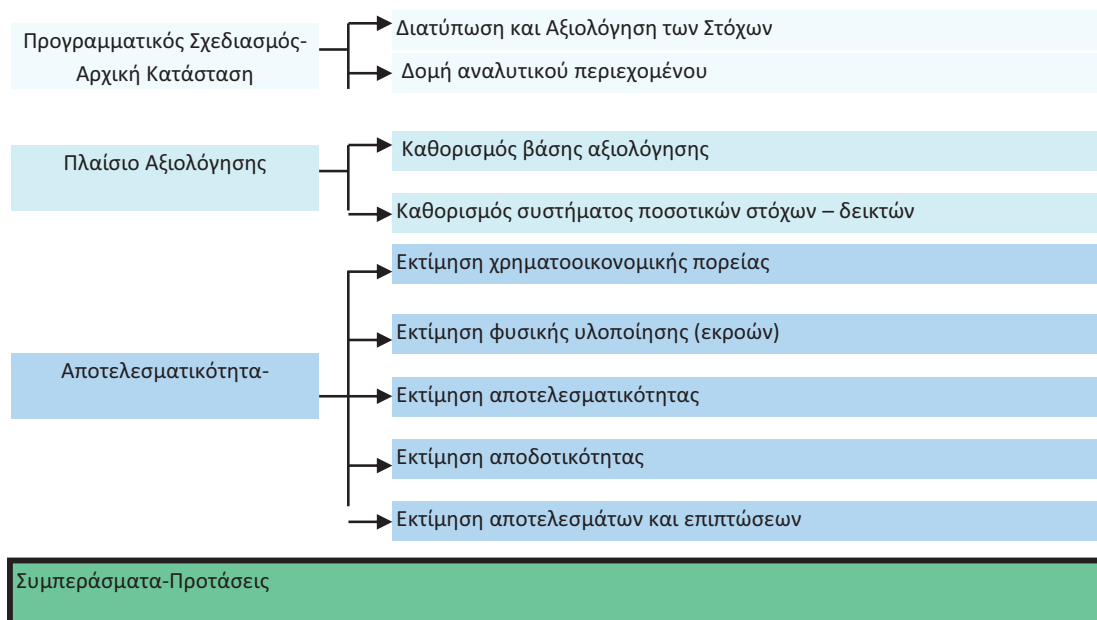 Προγραμματικός Σχεδιασμός-
Αρχική Κατάσταση
Διατύπωση και Αξιολόγηση των Στόχων
Δομή αναλυτικού περιεχομένου
Πλαίσιο Αξιολόγησης
Καθορισμός βάσης αξιολόγησης
Καθορισμός συστήματος ποσοτικών στόχων – δεικτών
Αποτελεσματικότητα-
Εκτίμηση χρηματοοικονομικής πορείας
Εκτίμηση φυσικής υλοποίησης (εκροών)
Εκτίμηση αποτελεσματικότητας
Εκτίμηση αποδοτικότητας
Εκτίμηση αποτελεσμάτων και επιπτώσεων
Συμπεράσματα-Προτάσεις